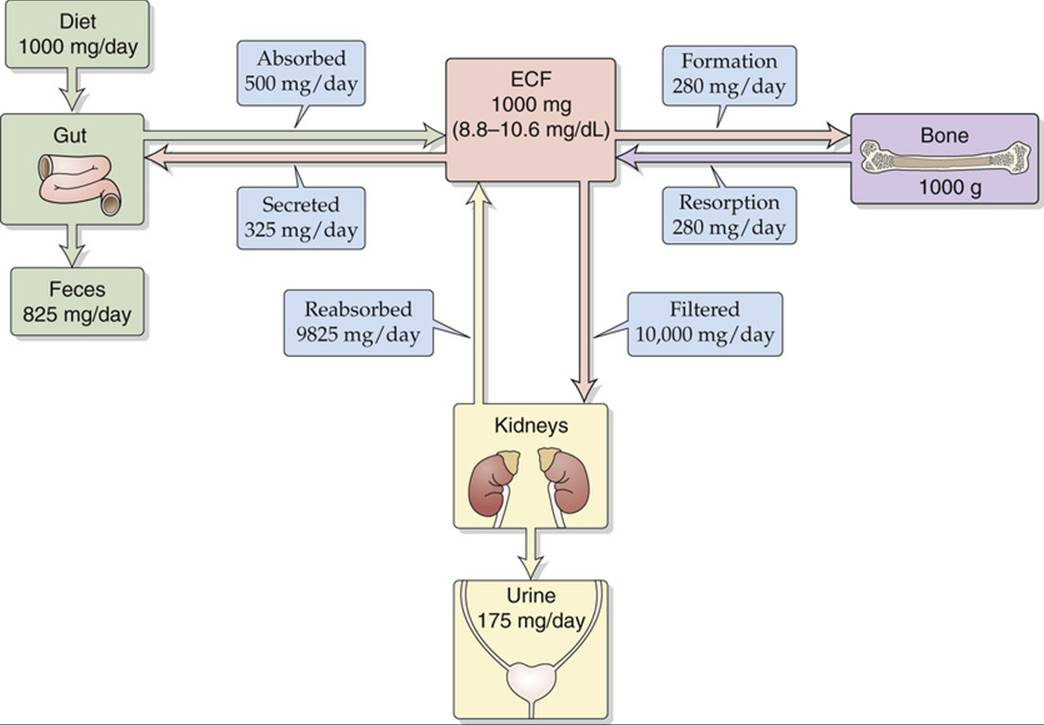 Diet
1000 mg/day
Absorbed
500 mg/day
ECF
1000 mg
(8.8–10.6 mg/dL)
Formation
280 mg/day
Gut
Bone
1000 g
Secreted
325 mg/day
Resorption
280 mg/day
Feces
825 mg/day
Reabsorbed
9825 mg/day
Filtered
10,000 mg/day
Kidneys
Urine
175 mg/day